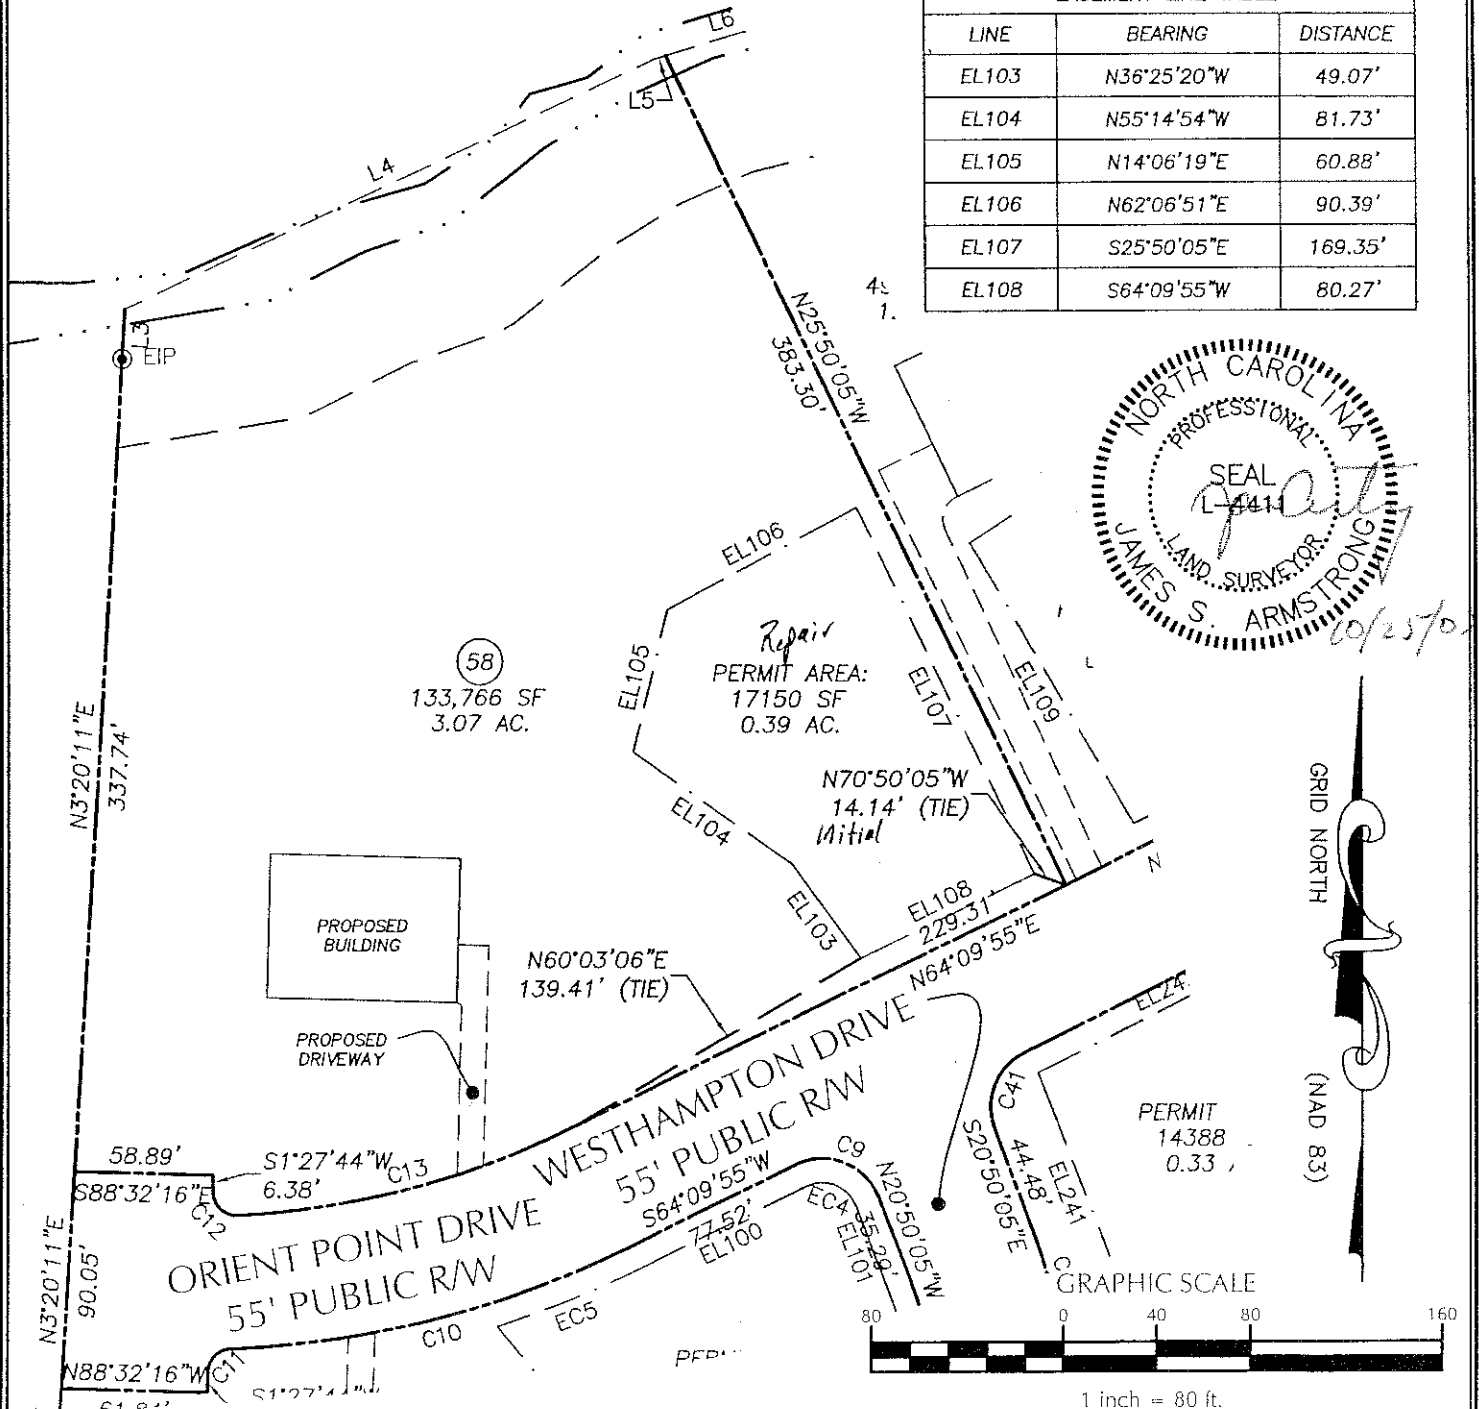 LINE BEARING DISTANCE
EL103 N36°25'20"W 49.07'
EL104 N55°14'54"W 81.73'
EL105 N14°06'19"E 60.88'
EL106 N62°06'51"E 90.39'
EL107 S25°50'05"E 169.35'
EL108 S64°09'55"W 80.27'
L6
L5
L4
L3
EIP
N25°50'05"W
383.30'
NORTH CAROLINA
PROFESSIONAL
SEAL
L-4411
LAND SURVEYOR
JAMES S. ARMSTRONG
EL106
EL105
Repair
PERMIT AREA:
17150 SF
0.39 AC.
EL107
EL109
58
133,766 SF
3.07 AC.
N3°20'11"E
337.74'
N70°50'05"W
14.14' (TIE)
Initial
EL104
EL103
EL108
229.31'
N64°09'55"E
N
GRID NORTH
(NAD 83)
PROPOSED
BUILDING
N60°03'06"E
139.41' (TIE)
PROPOSED
DRIVEWAY
EL24
C41
PERMIT
14388
0.33
58.89'
S88°32'16"E
S1°27'44"W
6.38'
C13
C12
WESTHAMPTON DRIVE
55' PUBLIC R/W
S64°09'55"W
77.52'
EL100
C9
N20°50'05"W
EC4
35.29'
EL101
S20°50'05"E
44.48'
EL241
ORIENT POINT DRIVE
55' PUBLIC R/W
N3°20'11"E
90.05'
C10
EC5
C11
N88°32'16"W
GRAPHIC SCALE
80 0 40 80 160
1 inch = 80 ft.